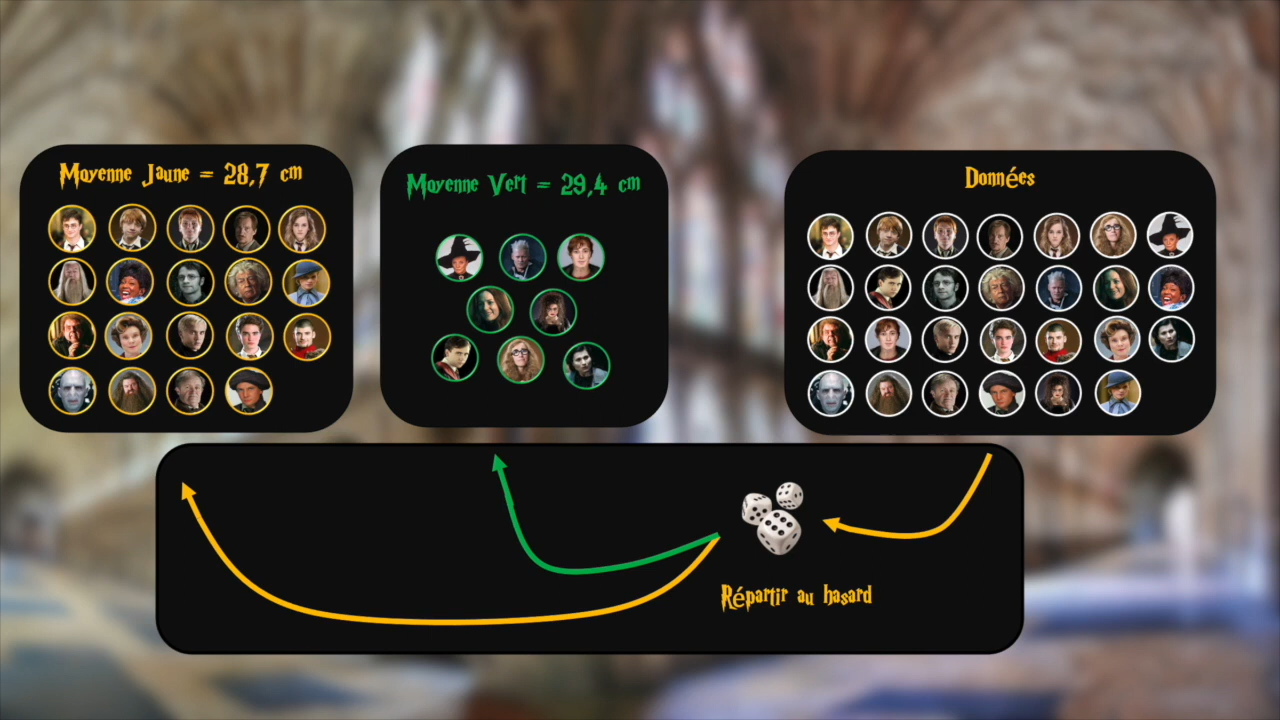 Moyenne Jaune = 28,7 cm
Moyenne Vert = 29,4 cm
Données
Répartir au hasard